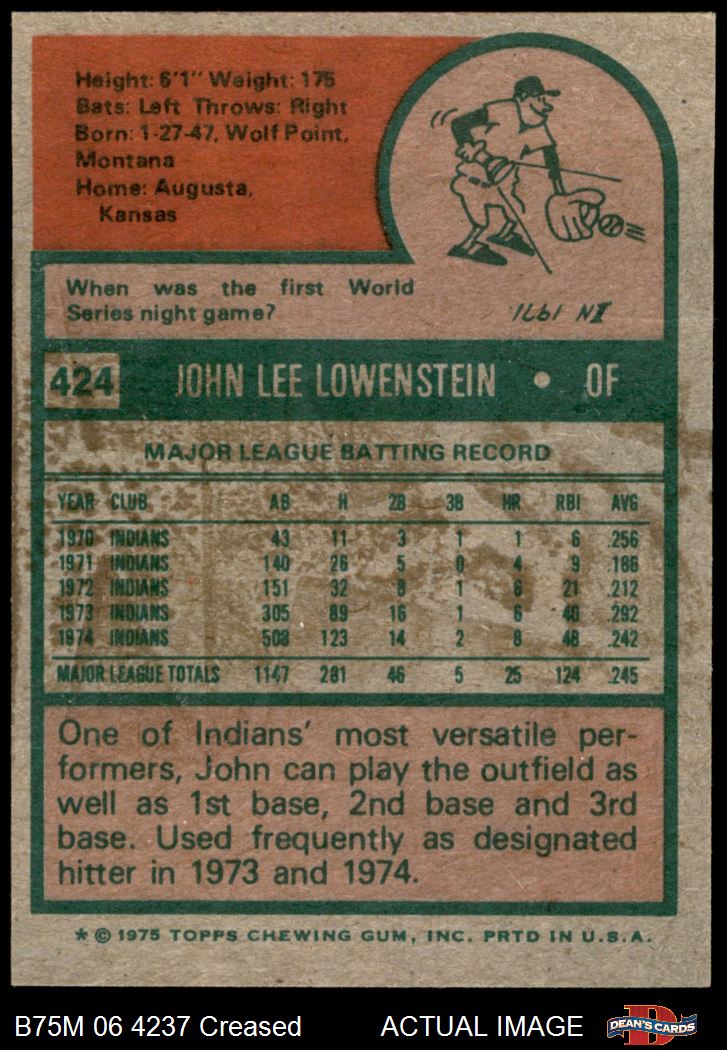 Height: 6'1" Weight: 175
Bats: Left Throws: Right
Born: 1-27-47, Wolf Point,
Montana
Home: Augusta,
Kansas
When was the first World
Series night game?
IN 1971
424 JOHN LEE LOWENSTEIN • OF
MAJOR LEAGUE BATTING RECORD
YEAR CLUB AB H 2B 3B HR RBI AVG
1970 INDIANS 43 11 3 1 1 6 .256
1971 INDIANS 140 26 5 0 4 9 .186
1972 INDIANS 151 32 8 1 6 21 .212
1973 INDIANS 305 89 16 1 6 40 .292
1974 INDIANS 508 123 14 2 8 48 .242
MAJOR LEAGUE TOTALS 1147 281 46 5 25 124 .245
One of Indians' most versatile per-
formers, John can play the outfield as
well as 1st base, 2nd base and 3rd
base. Used frequently as designated
hitter in 1973 and 1974.
* © 1975 TOPPS CHEWING GUM, INC. PRTD IN U.S.A.
B75M 06 4237 Creased ACTUAL IMAGE
D
DEAN'S CARDS